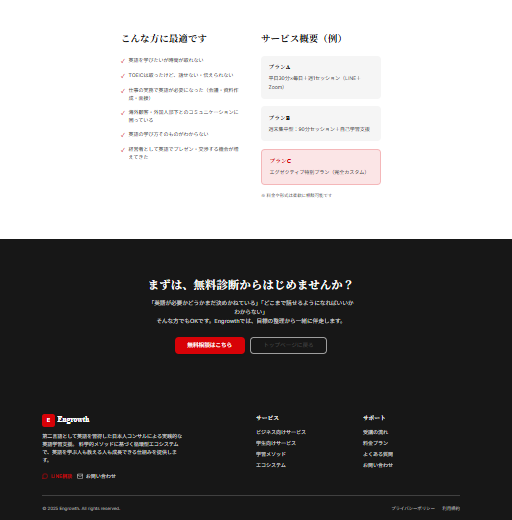 こんな方に最適です
✓ 英語を学びたいが時間が取れない
✓ TOEICは取ったけど、話せない・伝えられない
✓ 仕事の実務で英語が必要になった（会議・資料作
成・面接）
✓ 海外顧客・外国人部下とのコミュニケーションに
困っている
✓ 英語の学び方そのものがわからない
✓ 経営者として英語でプレゼン・交渉する機会が増
えてきた
サービス概要（例）
プランA
平日30分×毎日＋週1セッション（LINE＋
Zoom）
プランB
週末集中型：90分セッション＋自己学習支援
プランC
エグゼクティブ特別プラン（完全カスタム）
※ 料金や形式は柔軟に相談可能です
まずは、無料診断からはじめませんか？
「英語が必要かどうかまだ決めかねている」「どこまで話せるようになればいいか
わからない」
そんな方でもOKです。Engrowthでは、目標の整理から一緒に伴走します。
無料相談はこちら
トップページに戻る
E Engrowth
第二言語として英語を習得した日本人コンサルによる実践的な
英語学習支援。科学的メソッドに基づく循環型エコシステム
で、英語を学ぶ人も教える人も成長できる仕組みを提供しま
す。
LINE相談 お問い合わせ
サービス
ビジネス向けサービス
学生向けサービス
学習メソッド
エコシステム
サポート
受講の流れ
料金プラン
よくある質問
お問い合わせ
© 2025 Engrowth. All rights reserved.
プライバシーポリシー 利用規約